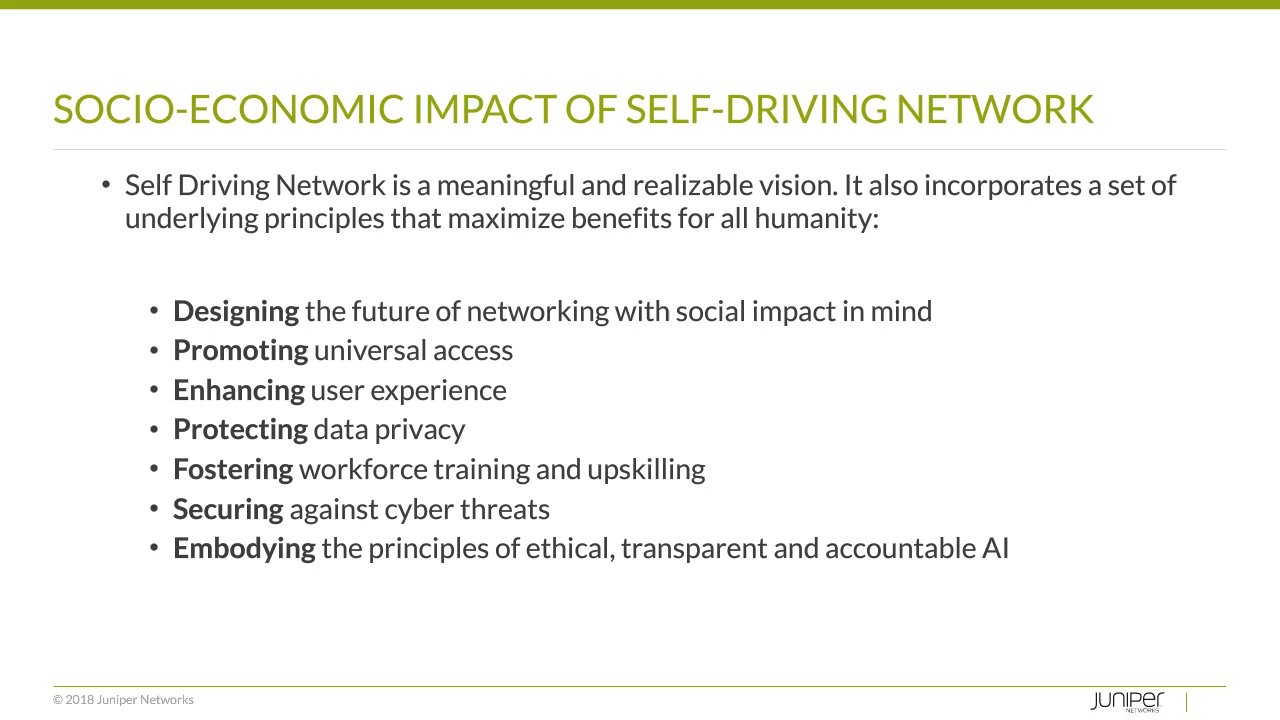 SOCIO-ECONOMIC IMPACT OF SELF-DRIVING NETWORK
• Self Driving Network is a meaningful and realizable vision. It also incorporates a set of
underlying principles that maximize benefits for all humanity:
• Designing the future of networking with social impact in mind
• Promoting universal access
• Enhancing user experience
• Protecting data privacy
• Fostering workforce training and upskilling
• Securing against cyber threats
• Embodying the principles of ethical, transparent and accountable AI
© 2018 Juniper Networks
JUNIPER
NETWORKS